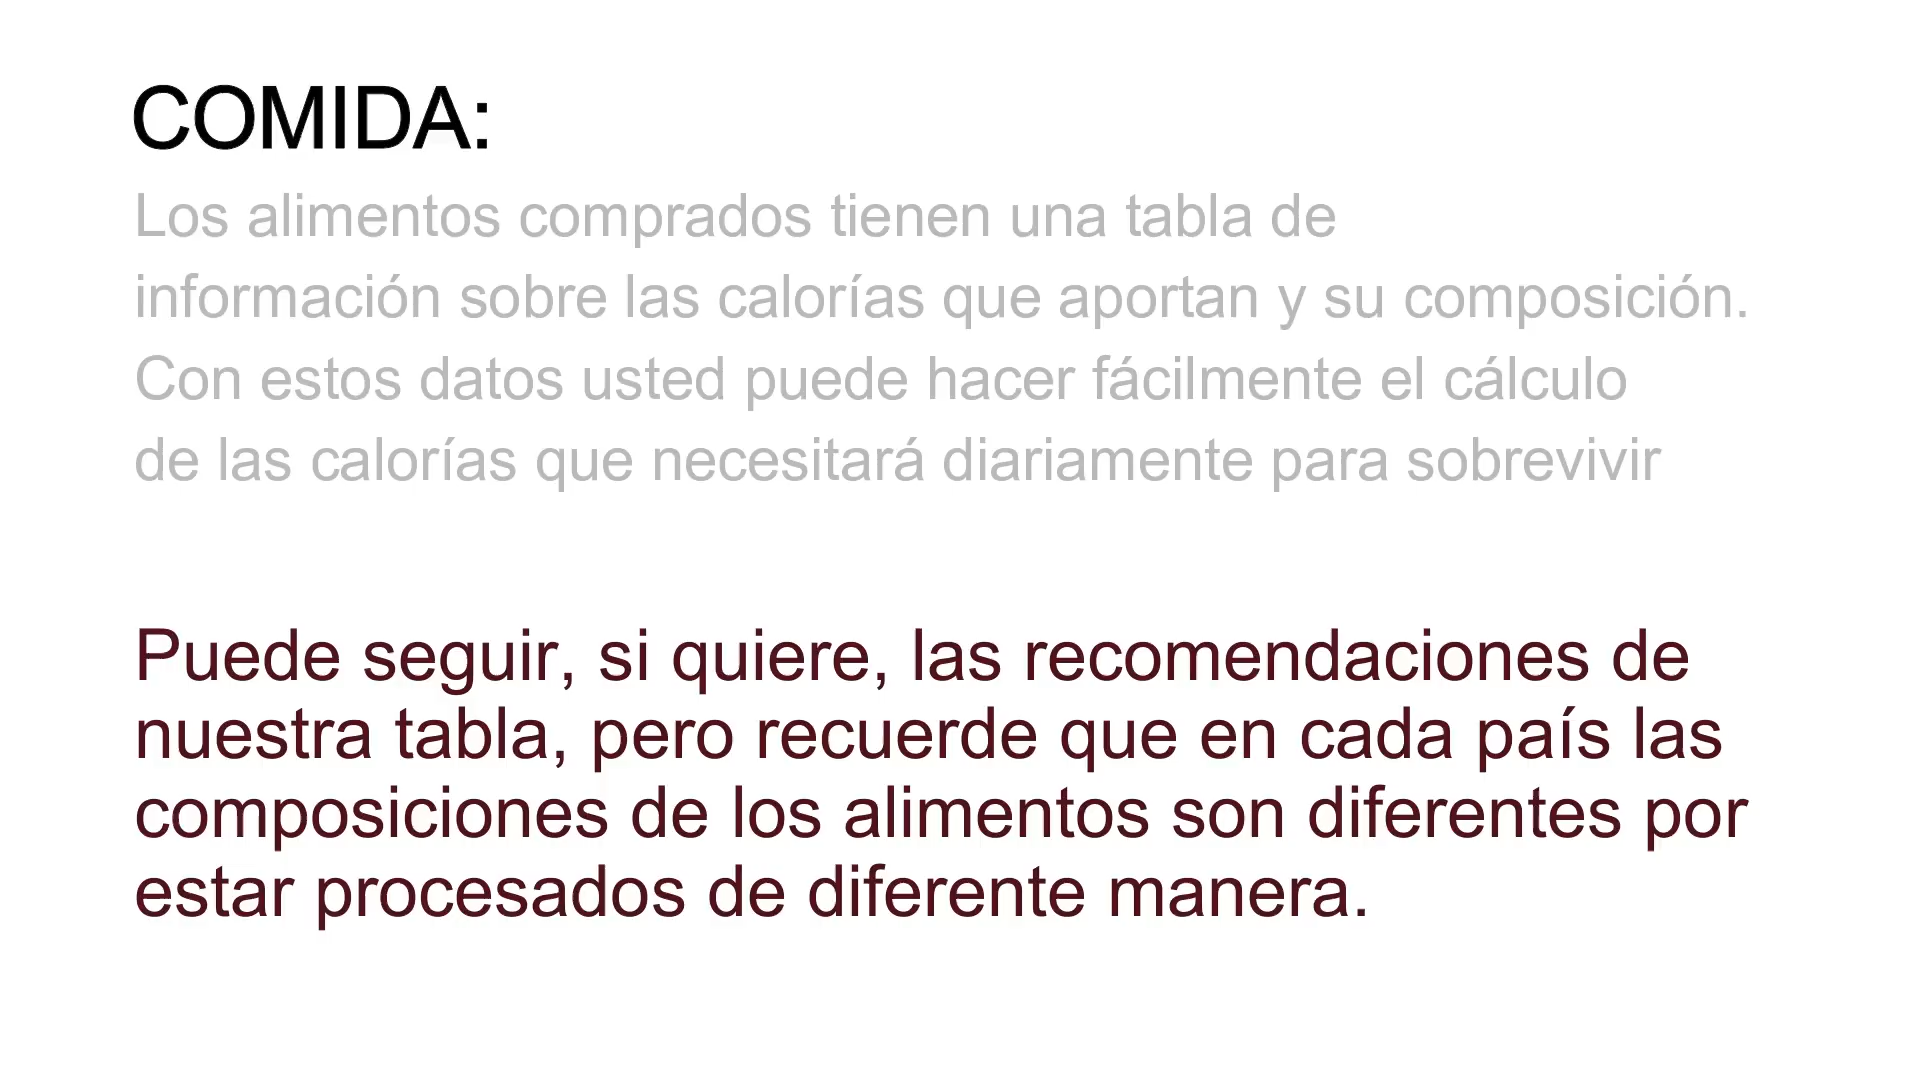 COMIDA:
Los alimentos comprados tienen una tabla de
información sobre las calorías que aportan y su composición.
Con estos datos usted puede hacer fácilmente el cálculo
de las calorías que necesitará diariamente para sobrevivir
Puede seguir, si quiere, las recomendaciones de
nuestra tabla, pero recuerde que en cada país las
composiciones de los alimentos son diferentes por
estar procesados de diferente manera.